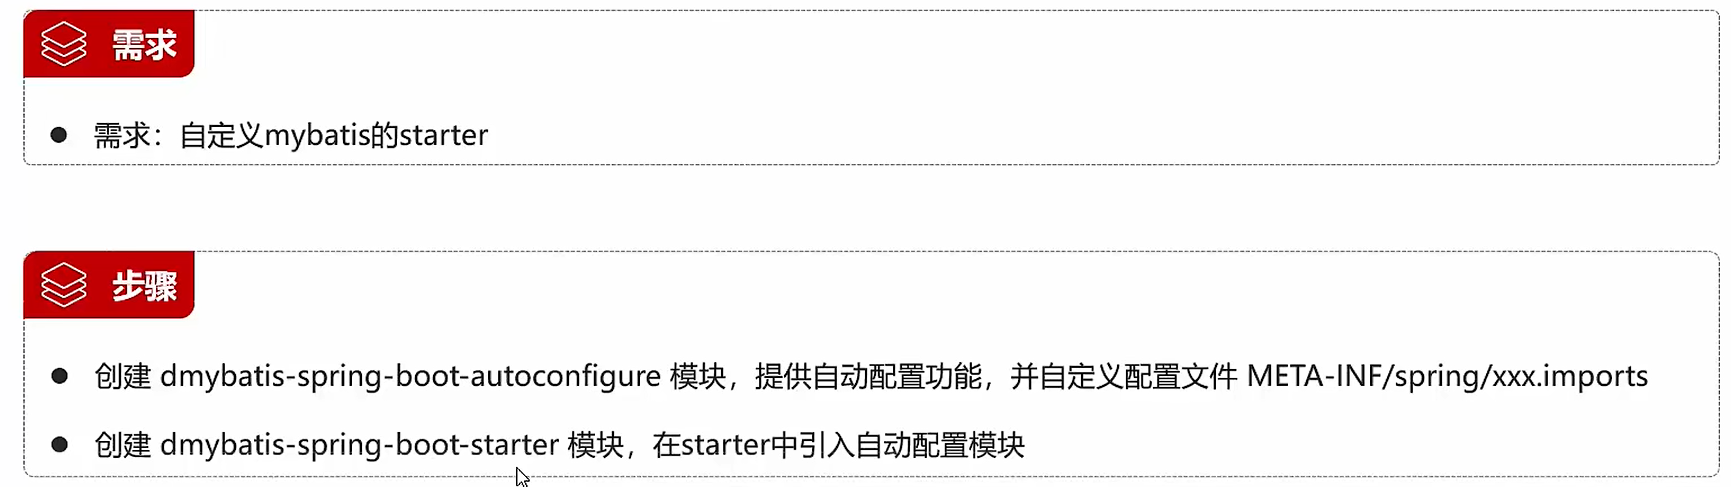 需求
需求：自定义mybatis的starter
步骤
创建 dmybatis-spring-boot-autoconfigure 模块，提供自动配置功能，并自定义配置文件 META-INF/spring/xxx.imports
创建 dmybatis-spring-boot-starter 模块，在starter中引入自动配置模块